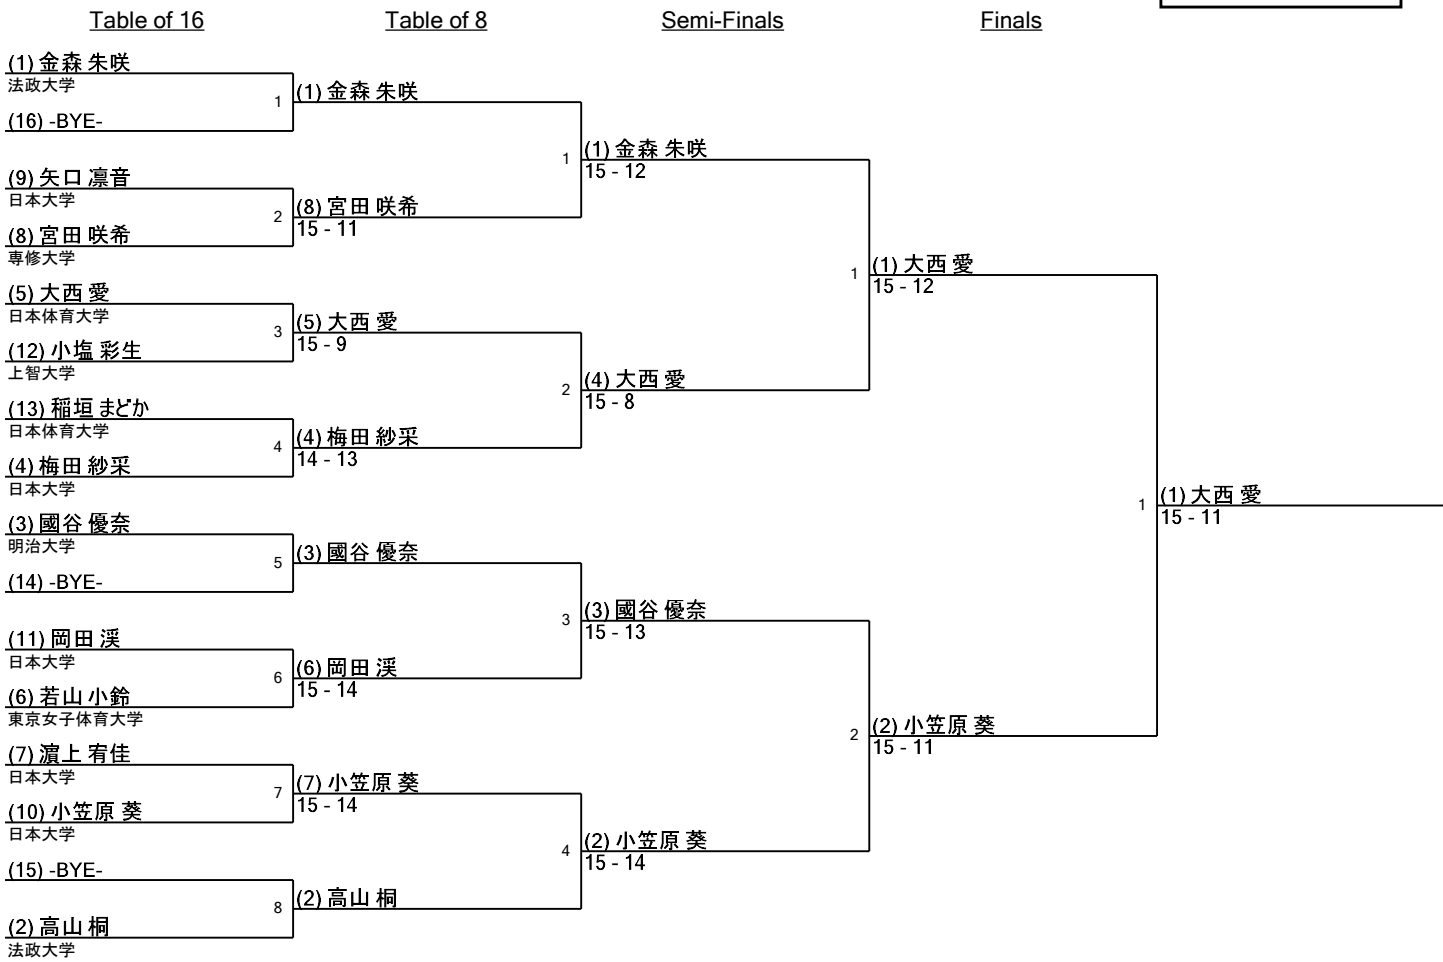 Table of 16
Table of 8
Semi-Finals
Finals
(1) 金森 朱咲
法政大学
1
(16) -BYE-
(9) 矢口 凛音
日本大学
2
(8) 宮田 咲希
専修大学
(5) 大西 愛
日本体育大学
3
(12) 小塩 彩生
上智大学
(13) 稲垣 まどか
日本体育大学
4
(4) 梅田 紗采
日本大学
(3) 國谷 優奈
明治大学
5
(14) -BYE-
(11) 岡田 渓
日本大学
6
(6) 若山 小鈴
東京女子体育大学
(7) 濵上 宥佳
日本大学
7
(10) 小笠原 葵
日本大学
(15) -BYE-
8
(2) 高山 桐
法政大学
(1) 金森 朱咲
1
(8) 宮田 咲希
15 - 11
(5) 大西 愛
15 - 9
2
(4) 梅田 紗采
14 - 13
(3) 國谷 優奈
3
(6) 岡田 渓
15 - 14
(7) 小笠原 葵
15 - 14
4
(2) 高山 桐
(1) 金森 朱咲
15 - 12
1
(4) 大西 愛
15 - 8
(3) 國谷 優奈
15 - 13
2
(2) 小笠原 葵
15 - 14
(1) 大西 愛
15 - 12
1
(2) 小笠原 葵
15 - 11
(1) 大西 愛
15 - 11